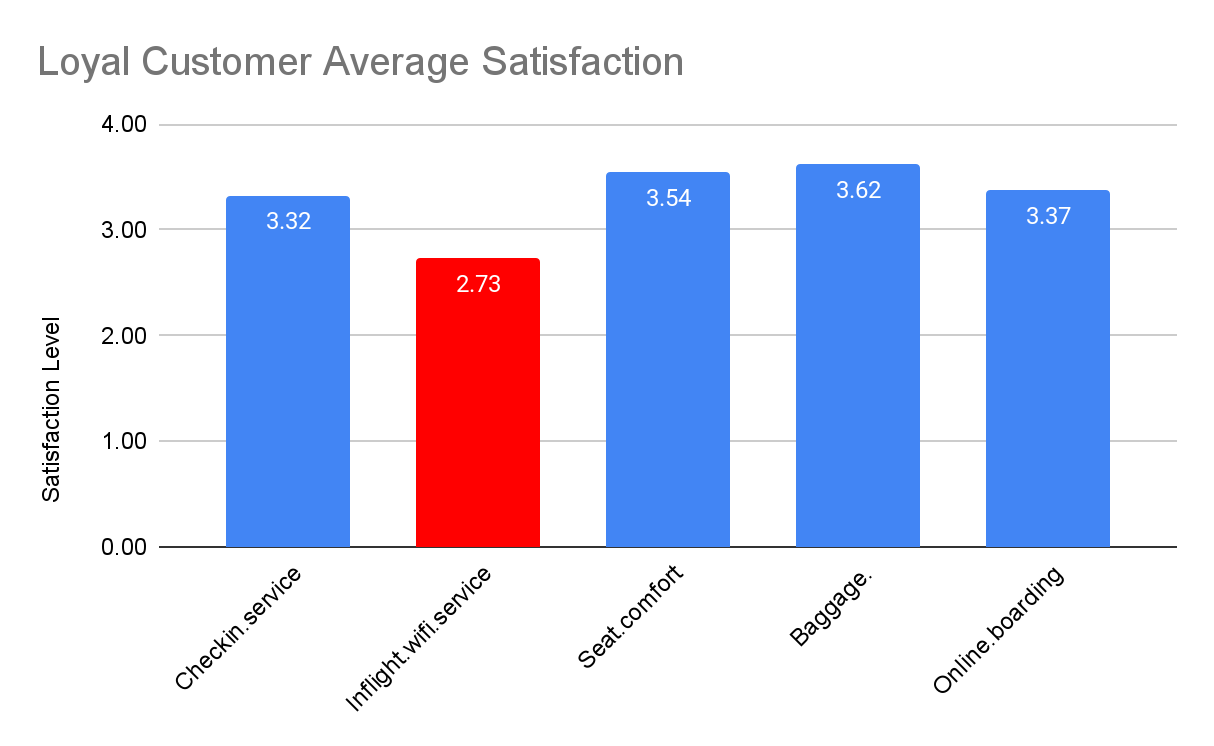 Loyal Customer Average Satisfaction
4.00
3.00
2.00
1.00
0.00
Satisfaction Level
3.32
2.73
3.54
3.62
3.37
Checkin.service
Inflight.wifi.service
Seat.comfort
Baggage.
Online.boarding